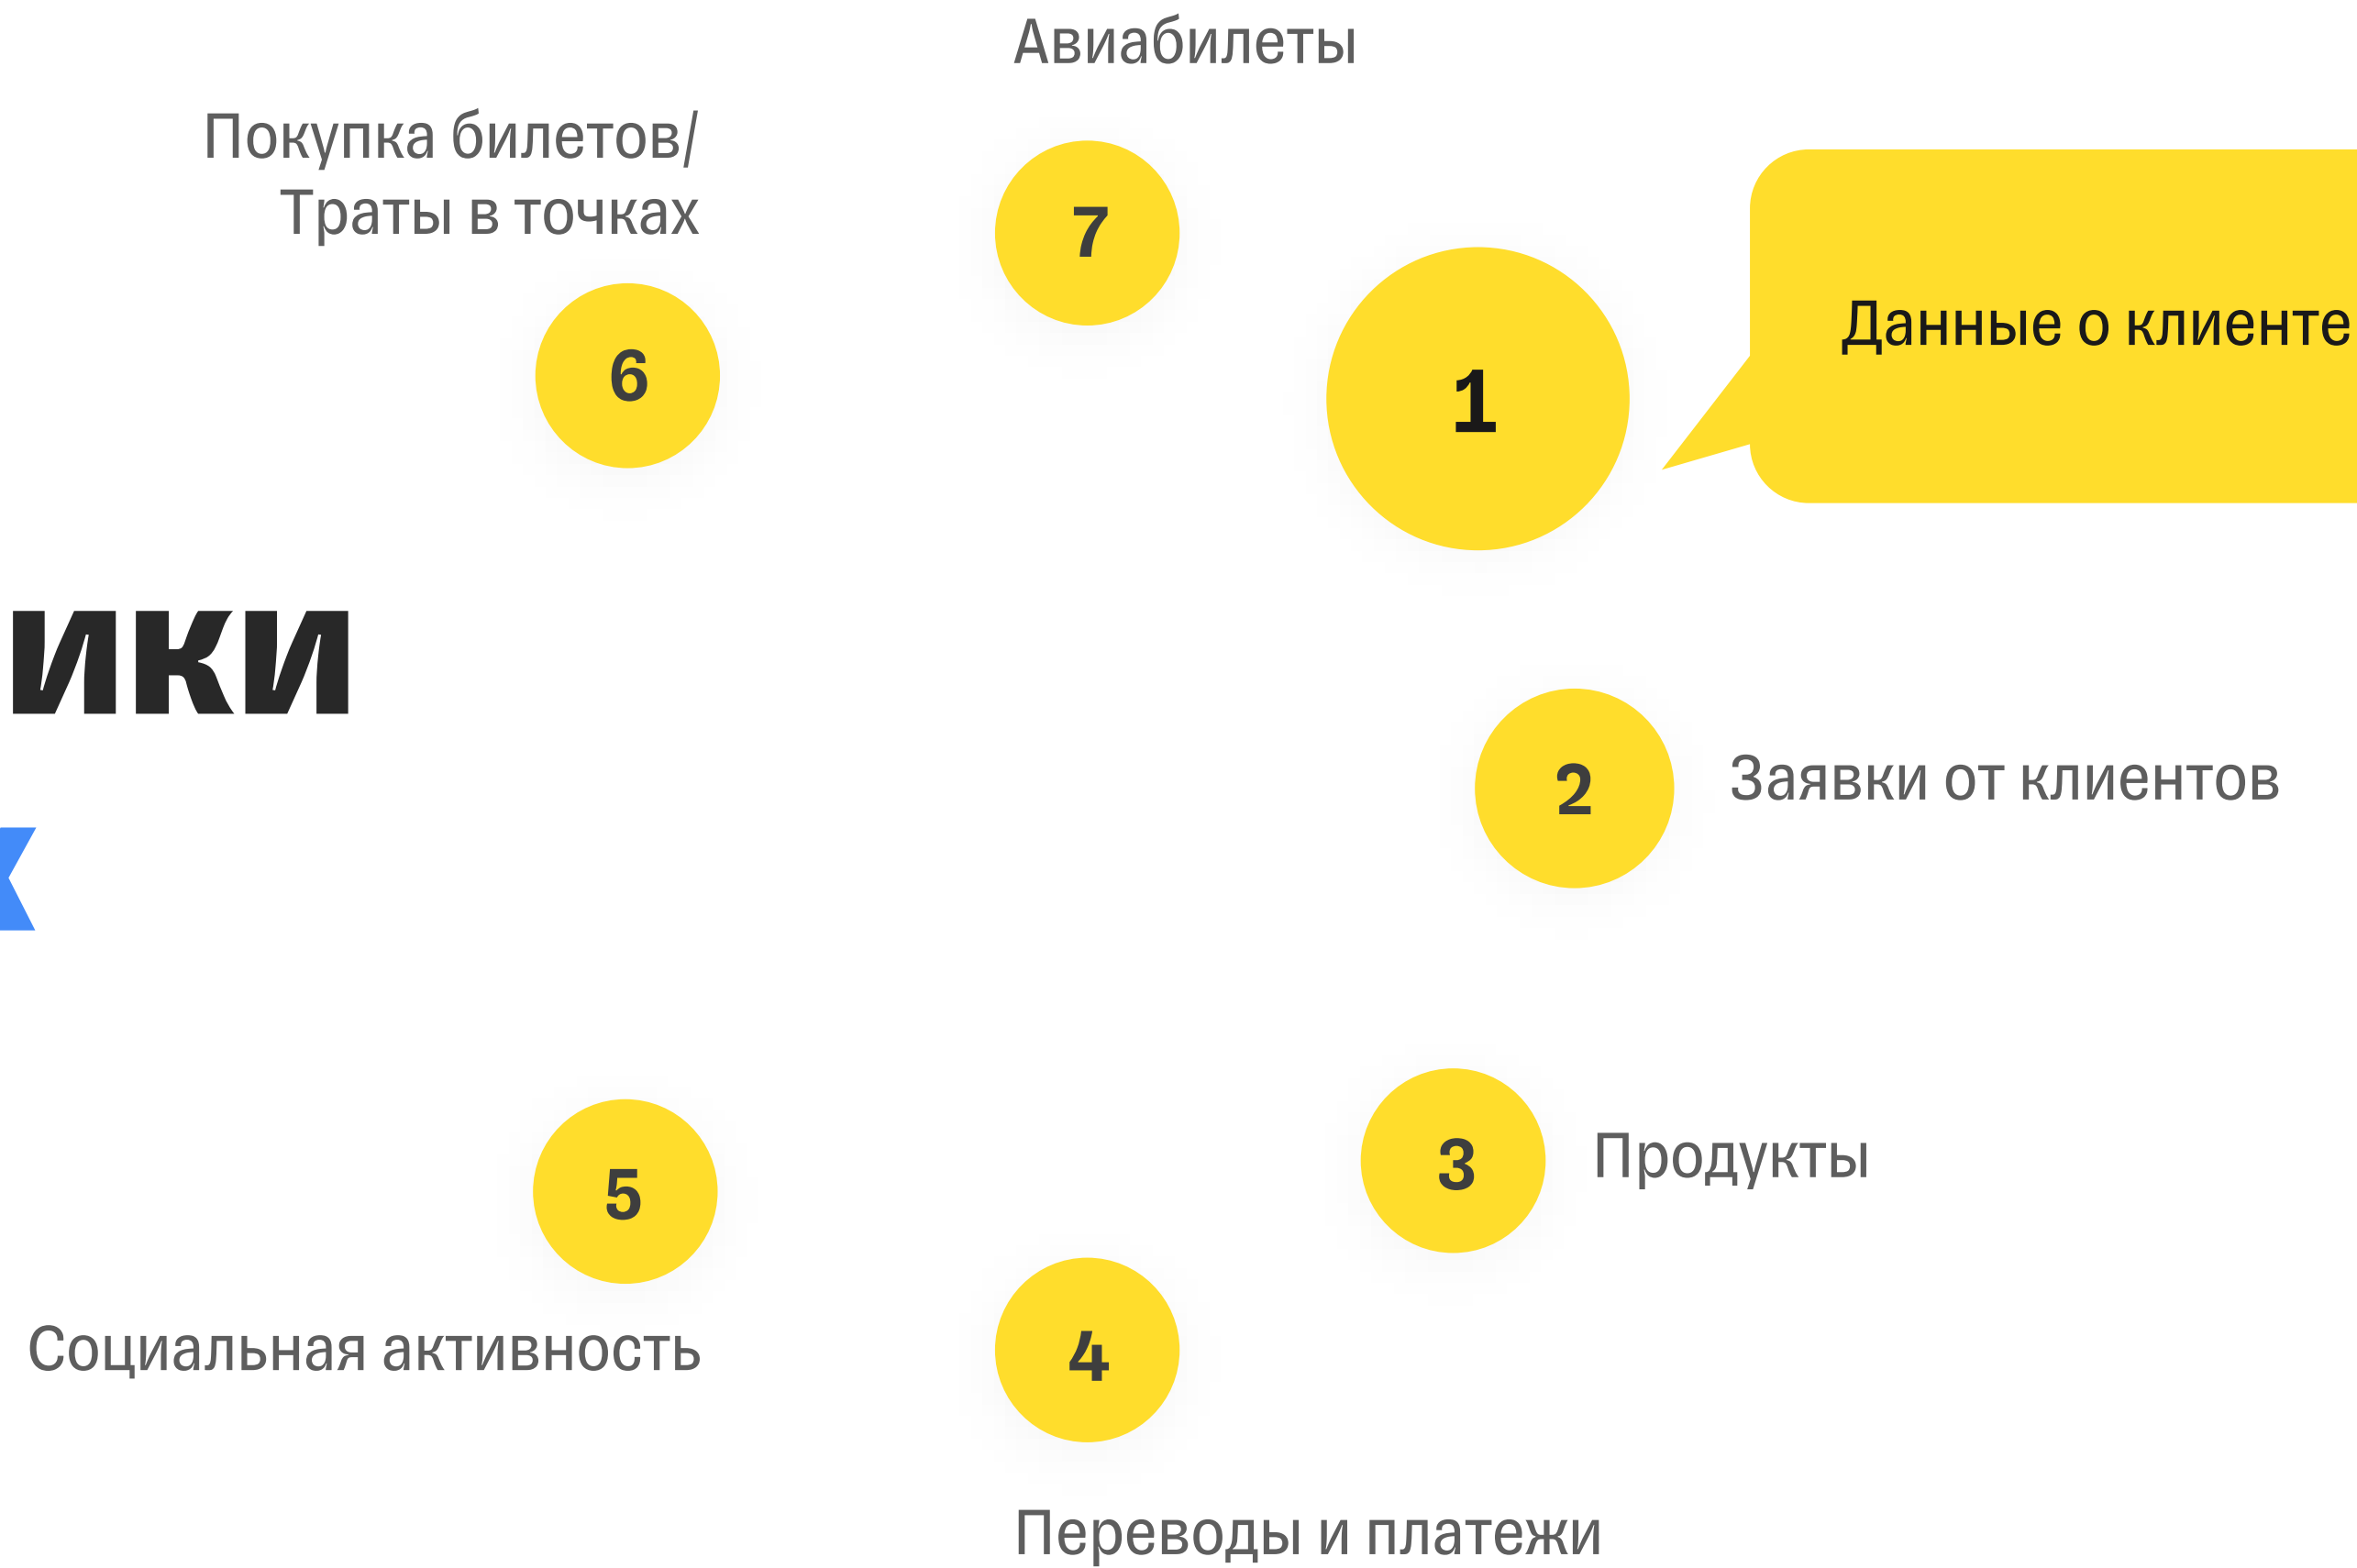 Авиабилеты
Покупка билетов/
Траты в точках
7
6
1
Данные о клиенте
ики
2
Заявки от клиентов
3
Продукты
5
Социальная активность
4
Переводы и платежи